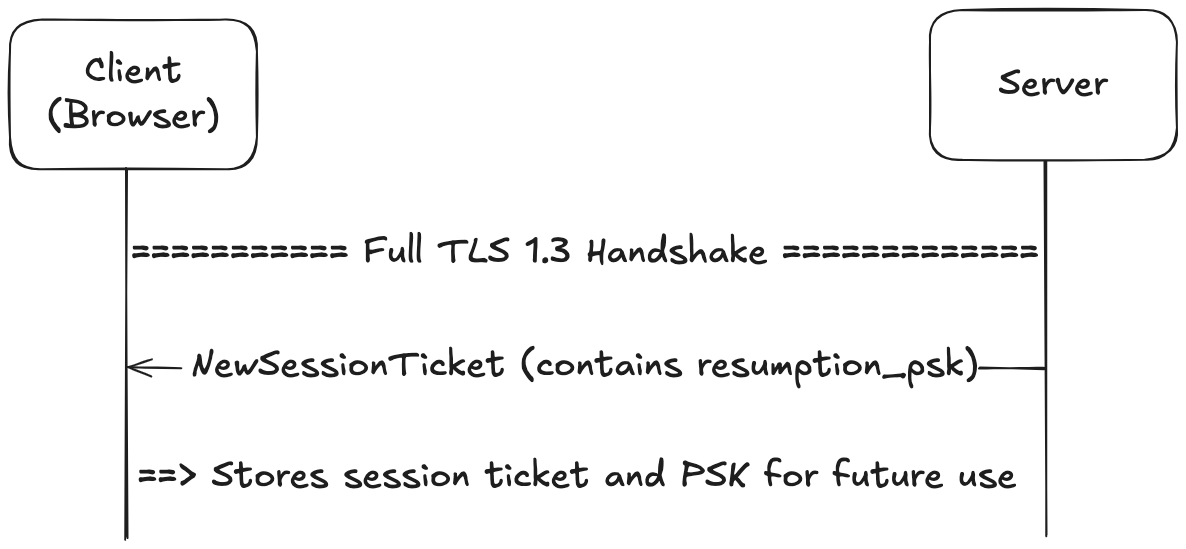 Client
(Browser)
Server
=========== Full TLS 1.3 Handshake =============
NewSessionTicket (contains resumption_psk)
==> Stores session ticket and PSK for future use